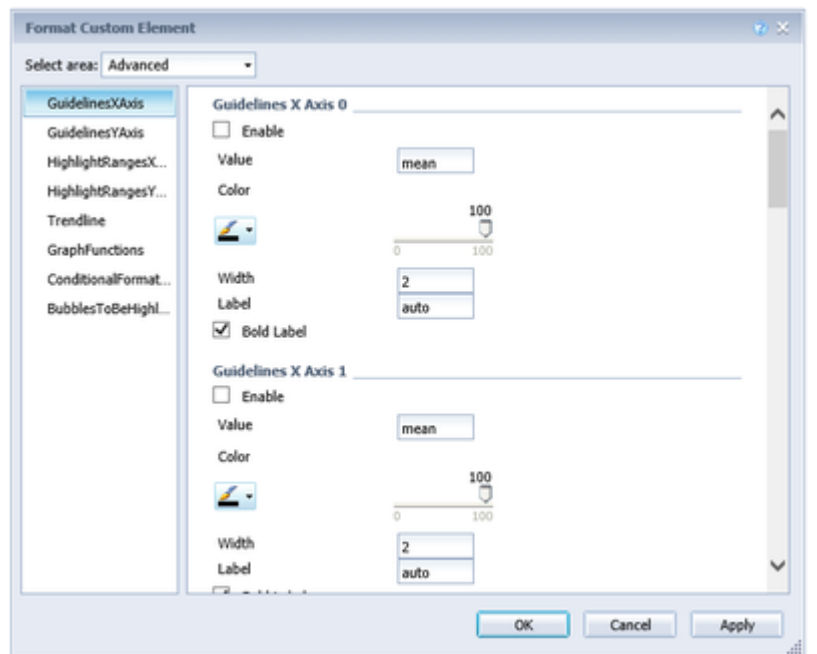 Format Custom Element
Select area: Advanced
GuidelinesXAxis
GuidelinesYAxis
HighlightRangesX...
HighlightRangesY...
Trendline
GraphFunctions
ConditionalFormat...
BubblesToBeHighl...
Guidelines X Axis 0
Enable
Value mean
Color
100
0 100
Width 2
Label auto
Bold Label
Guidelines X Axis 1
Enable
Value mean
Color
100
0 100
Width 2
Label auto
OK Cancel Apply